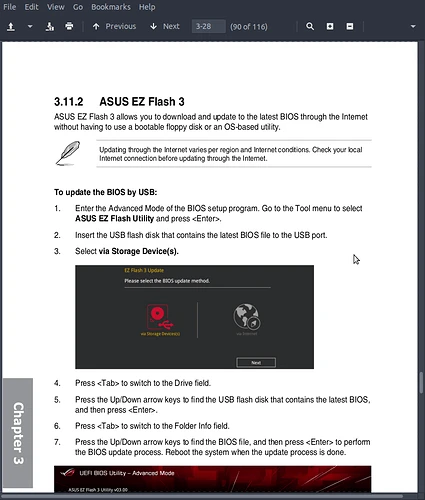 File Edit View Go Bookmarks Help
Previous Next 3-28 (90 of 116)
3.11.2 ASUS EZ Flash 3
ASUS EZ Flash 3 allows you to download and update to the latest BIOS through the Internet
without having to use a bootable floppy disk or an OS-based utility.
Updating through the Internet varies per region and Internet conditions. Check your local
Internet connection before updating through the Internet.
To update the BIOS by USB:
1. Enter the Advanced Mode of the BIOS setup program. Go to the Tool menu to select
ASUS EZ Flash Utility and press <Enter>.
2. Insert the USB flash disk that contains the latest BIOS file to the USB port.
3. Select via Storage Device(s).
EZ Flash 3 Update
Please select the BIOS update method.
via Storage Device(s) via Internet
Next
4. Press <Tab> to switch to the Drive field.
5. Press the Up/Down arrow keys to find the USB flash disk that contains the latest BIOS,
and then press <Enter>.
6. Press <Tab> to switch to the Folder Info field.
7. Press the Up/Down arrow keys to find the BIOS file, and then press <Enter> to perform
the BIOS update process. Reboot the system when the update process is done.
Chapter 3
UEFI BIOS Utility – Advanced Mode
ASUS EZ Flash 3 Utility v03.00